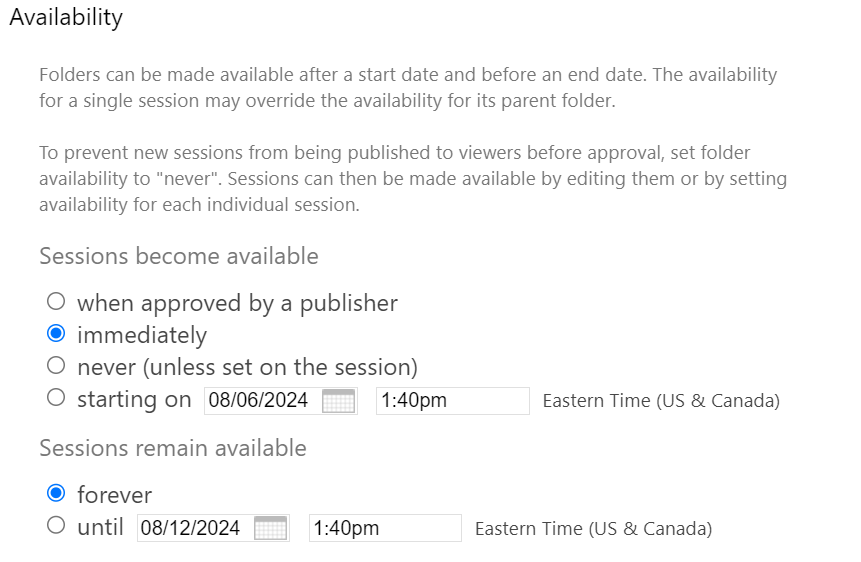 Availability
Folders can be made available after a start date and before an end date. The availability
for a single session may override the availability for its parent folder.
To prevent new sessions from being published to viewers before approval, set folder
availability to "never". Sessions can then be made available by editing them or by setting
availability for each individual session.
Sessions become available
when approved by a publisher
immediately
never (unless set on the session)
starting on 08/06/2024 1:40pm Eastern Time (US & Canada)
Sessions remain available
forever
until 08/12/2024 1:40pm Eastern Time (US & Canada)